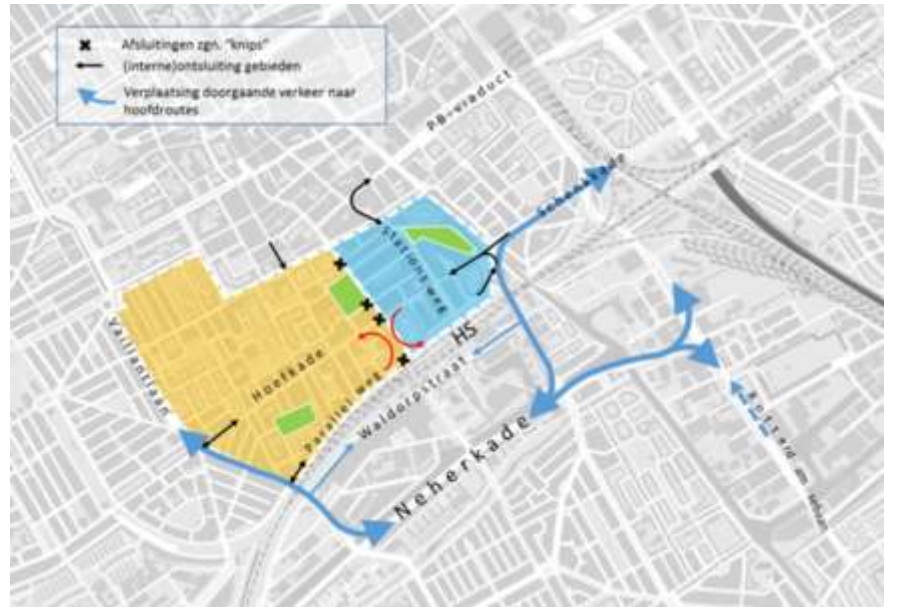 Afsluitingen zgn. "knips"
(interne)ontsluiting gebieden
Verplaatsing doorgaande verkeer naar
hoofdroutes
PB-viaduct
Schenkkade
Stationsweg
HS
Vaillantlaan
Hoefkade
Parallel Weg
Waldorpstraat
Neherkade